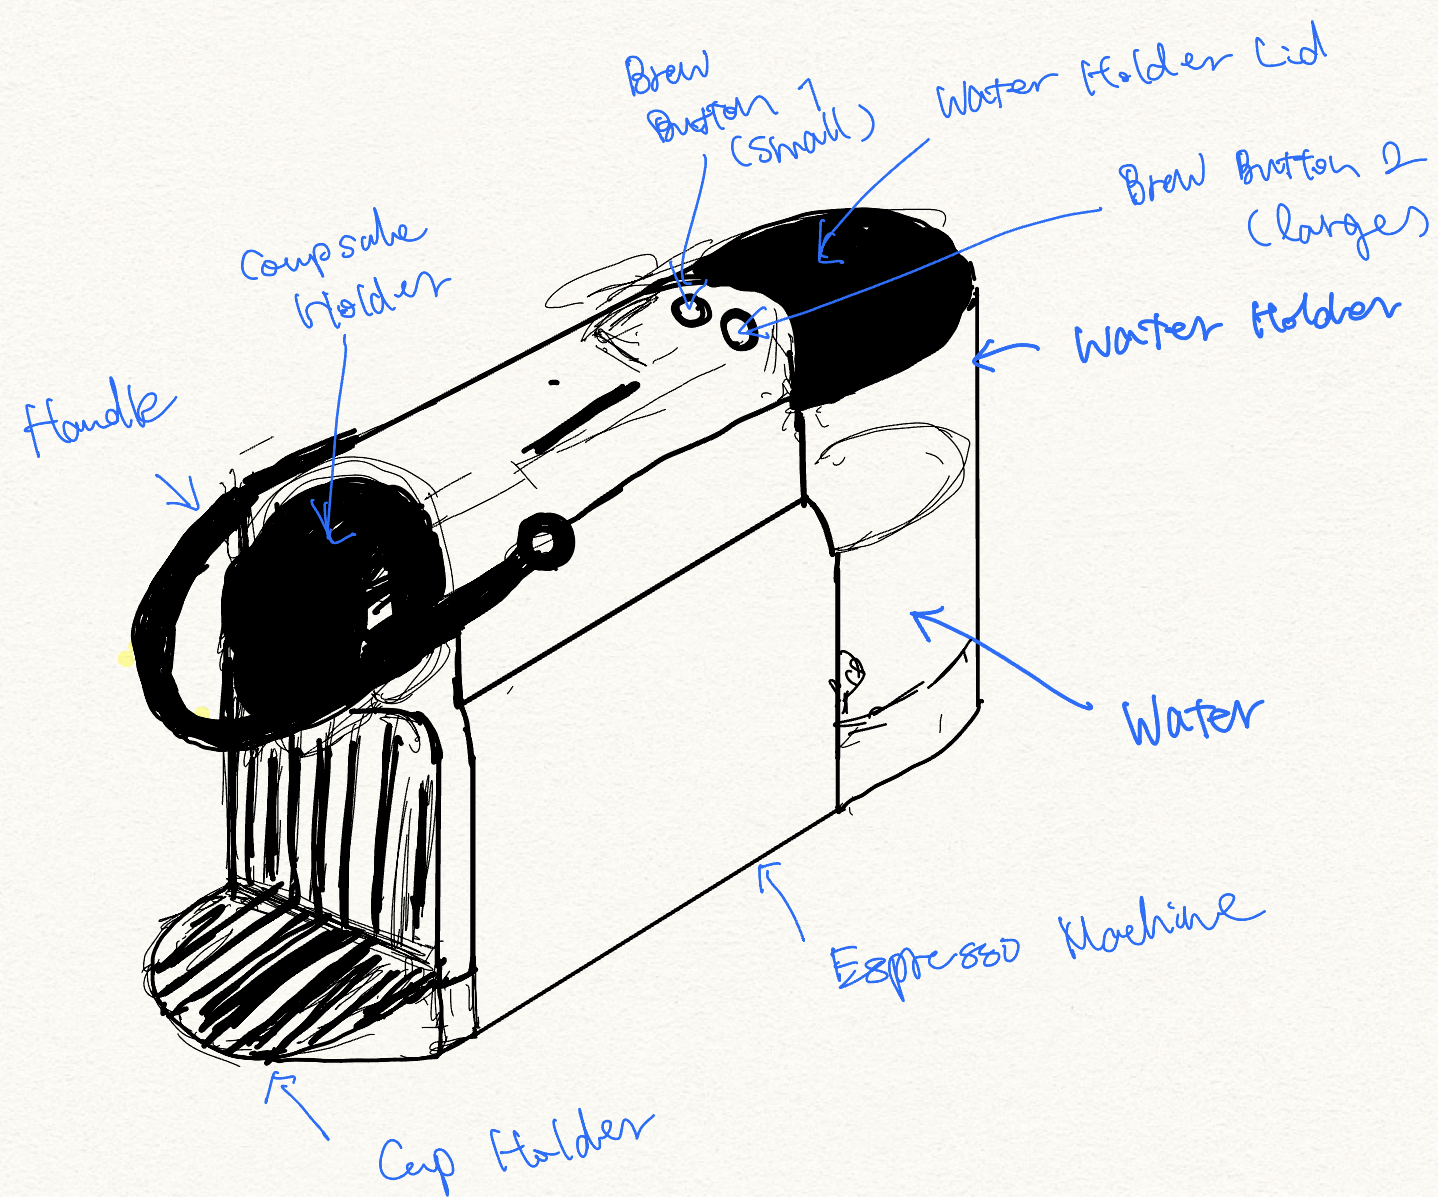 Brew
Button 1
(Small)
Water Holder Lid
Brew Button 2
(large)
Holder
Handle
Water Holder
Water
Espresso Machine
Cup Holder